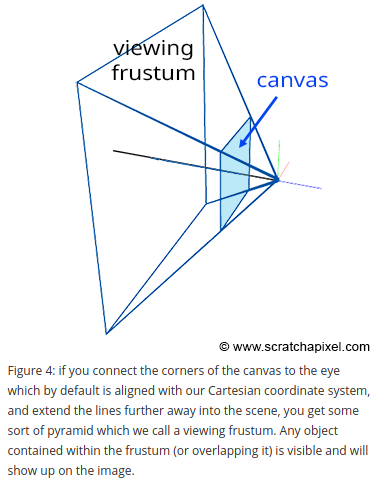 viewing
frustum
canvas
© www.scratchapixel.com
Figure 4: if you connect the corners of the canvas to the eye
which by default is aligned with our Cartesian coordinate system,
and extend the lines further away into the scene, you get some
sort of pyramid which we call a viewing frustum. Any object
contained within the frustum (or overlapping it) is visible and will
show up on the image.